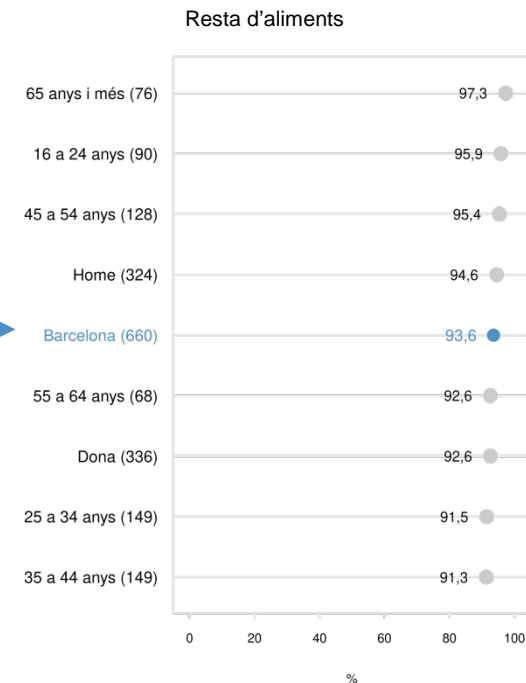 Resta d'aliments
65 anys i més (76) 97,3
16 a 24 anys (90) 95,9
45 a 54 anys (128) 95,4
Home (324) 94,6
Barcelona (660) 93,6
55 a 64 anys (68) 92,6
Dona (336) 92,6
25 a 34 anys (149) 91,5
35 a 44 anys (149) 91,3
0 20 40 60 80 100
%